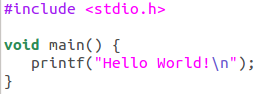 #include <stdio.h>

void main() {
   printf("Hello World!\n");
}